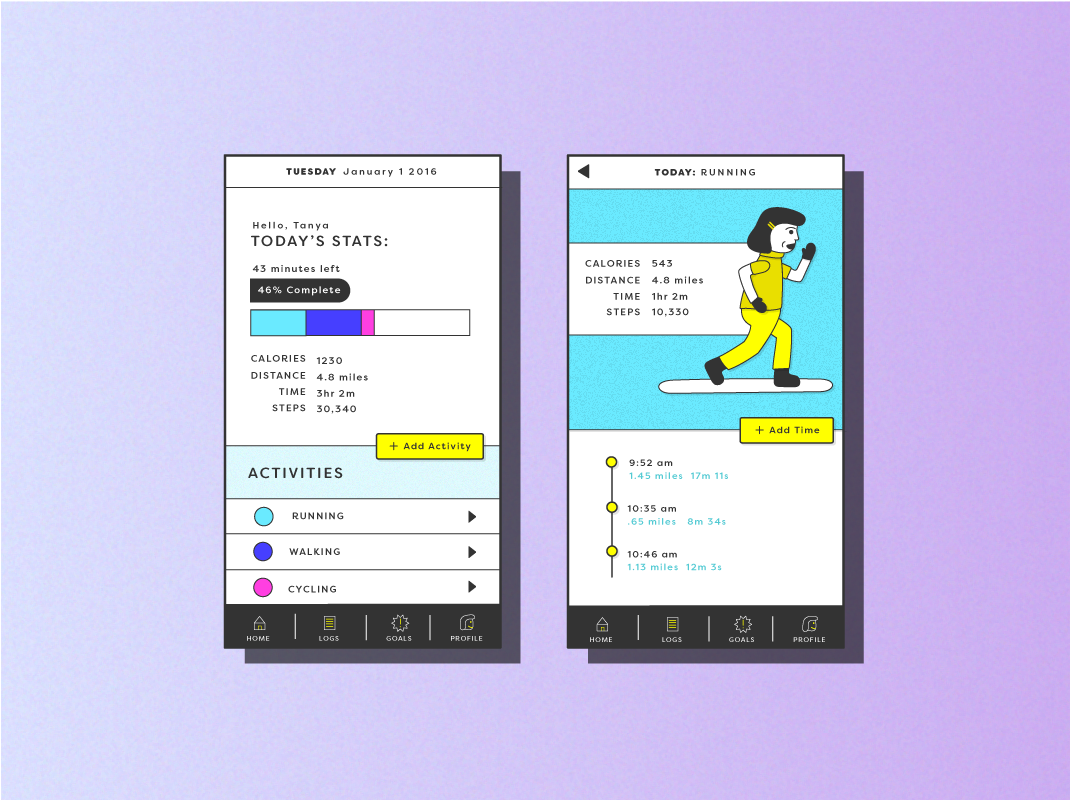 TUESDAY January 1 2016
Hello, Tanya
TODAY'S STATS:
43 minutes left
46% Complete
CALORIES 1230
DISTANCE 4.8 miles
TIME 3hr 2m
STEPS 30,340
+ Add Activity
ACTIVITIES
RUNNING
WALKING
CYCLING
HOME LOGS GOALS PROFILE
TODAY: RUNNING
CALORIES 543
DISTANCE 4.8 miles
TIME 1hr 2m
STEPS 10,330
+ Add Time
9:52 am
1.45 miles 17m 11s
10:35 am
.65 miles 8m 34s
10:46 am
1.13 miles 12m 3s
HOME LOGS GOALS PROFILE